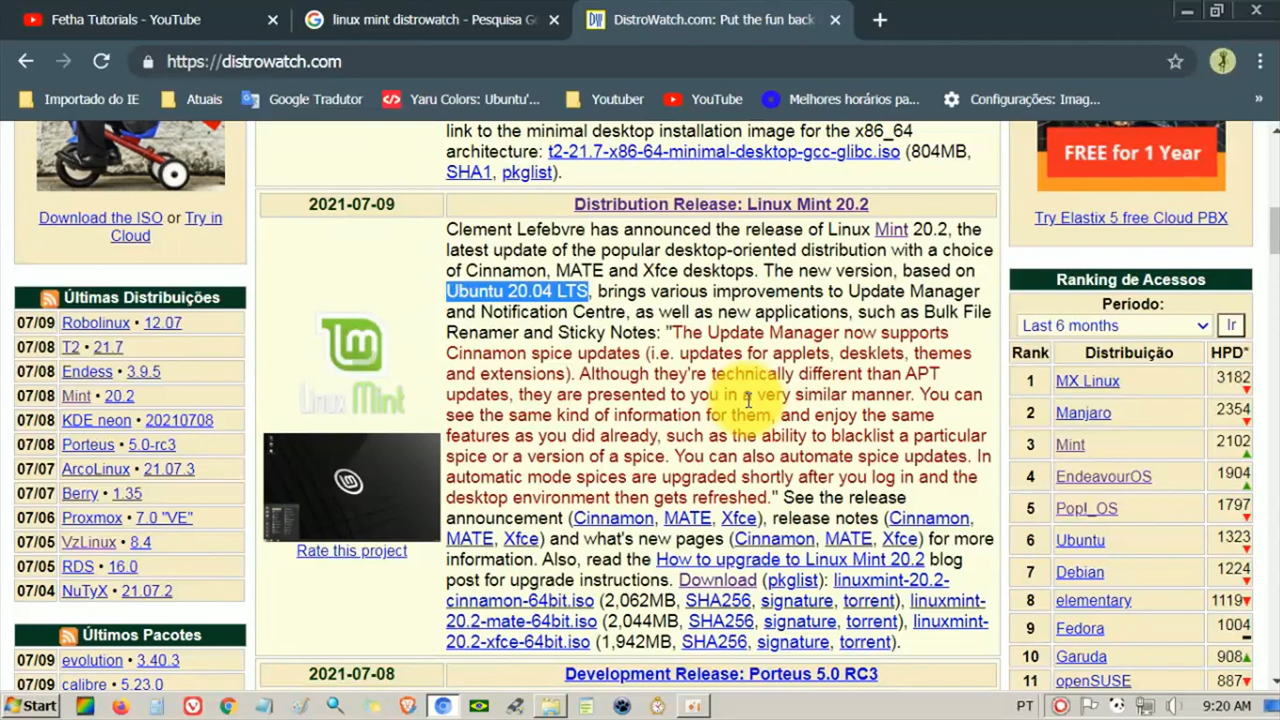 Fetha Tutorials - YouTube
linux mint distrowatch - Pesquisa G
DistroWatch.com: Put the fun back
https://distrowatch.com
Importado do IE
Atuais
Google Tradutor
Yaru Colors: Ubuntu'...
Youtuber
YouTube
Melhores horários pa...
Configurações: Imag...
»
Download the ISO or Try in
Cloud
Últimas Distribuições
07/09 Robolinux • 12.07
07/08 T2 • 21.7
07/08 Endess • 3.9.5
07/08 Mint • 20.2
07/08 KDE neon • 20210708
07/08 Porteus • 5.0-rc3
07/07 ArcoLinux • 21.07.3
07/07 Berry • 1.35
07/06 Proxmox • 7.0 "VE"
07/05 VzLinux • 8.4
07/05 RDS • 16.0
07/04 NuTyX • 21.07.2
Últimos Pacotes
07/09 evolution • 3.40.3
07/09 calibre • 5.23.0
link to the minimal desktop installation image for the x86_64
architecture: t2-21.7-x86-64-minimal-desktop-gcc-glibc.iso (804MB,
SHA1, pkglist).
2021-07-09
Distribution Release: Linux Mint 20.2
Linux Mint
Rate this project
Clement Lefebvre has announced the release of Linux Mint 20.2, the
latest update of the popular desktop-oriented distribution with a choice
of Cinnamon, MATE and Xfce desktops. The new version, based on
Ubuntu 20.04 LTS, brings various improvements to Update Manager
and Notification Centre, as well as new applications, such as Bulk File
Renamer and Sticky Notes: "The Update Manager now supports
Cinnamon spice updates (i.e. updates for applets, desklets, themes
and extensions). Although they're technically different than APT
updates, they are presented to you in a very similar manner. You can
see the same kind of information for them, and enjoy the same
features as you did already, such as the ability to blacklist a particular
spice or a version of a spice. You can also automate spice updates. In
automatic mode spices are upgraded shortly after you log in and the
desktop environment then gets refreshed." See the release
announcement (Cinnamon, MATE, Xfce), release notes (Cinnamon,
MATE, Xfce) and what's new pages (Cinnamon, MATE, Xfce) for more
information. Also, read the How to upgrade to Linux Mint 20.2 blog
post for upgrade instructions. Download (pkglist): linuxmint-20.2-
cinnamon-64bit.iso (2,062MB, SHA256, signature, torrent), linuxmint-
20.2-mate-64bit.iso (2,044MB, SHA256, signature, torrent), linuxmint-
20.2-xfce-64bit.iso (1,942MB, SHA256, signature, torrent).
2021-07-08
Development Release: Porteus 5.0 RC3
FREE for 1 Year
Try Elastix 5 free Cloud PBX
Ranking de Acessos
Período:
Last 6 months Ir
Rank Distribuição HPD*
1 MX Linux 3182
2 Manjaro 2354
3 Mint 2102
4 EndeavourOS 1904
5 Pop!_OS 1797
6 Ubuntu 1323
7 Debian 1224
8 elementary 1119
9 Fedora 1004
10 Garuda 908
11 openSUSE 887
Start
PT
9:20 AM